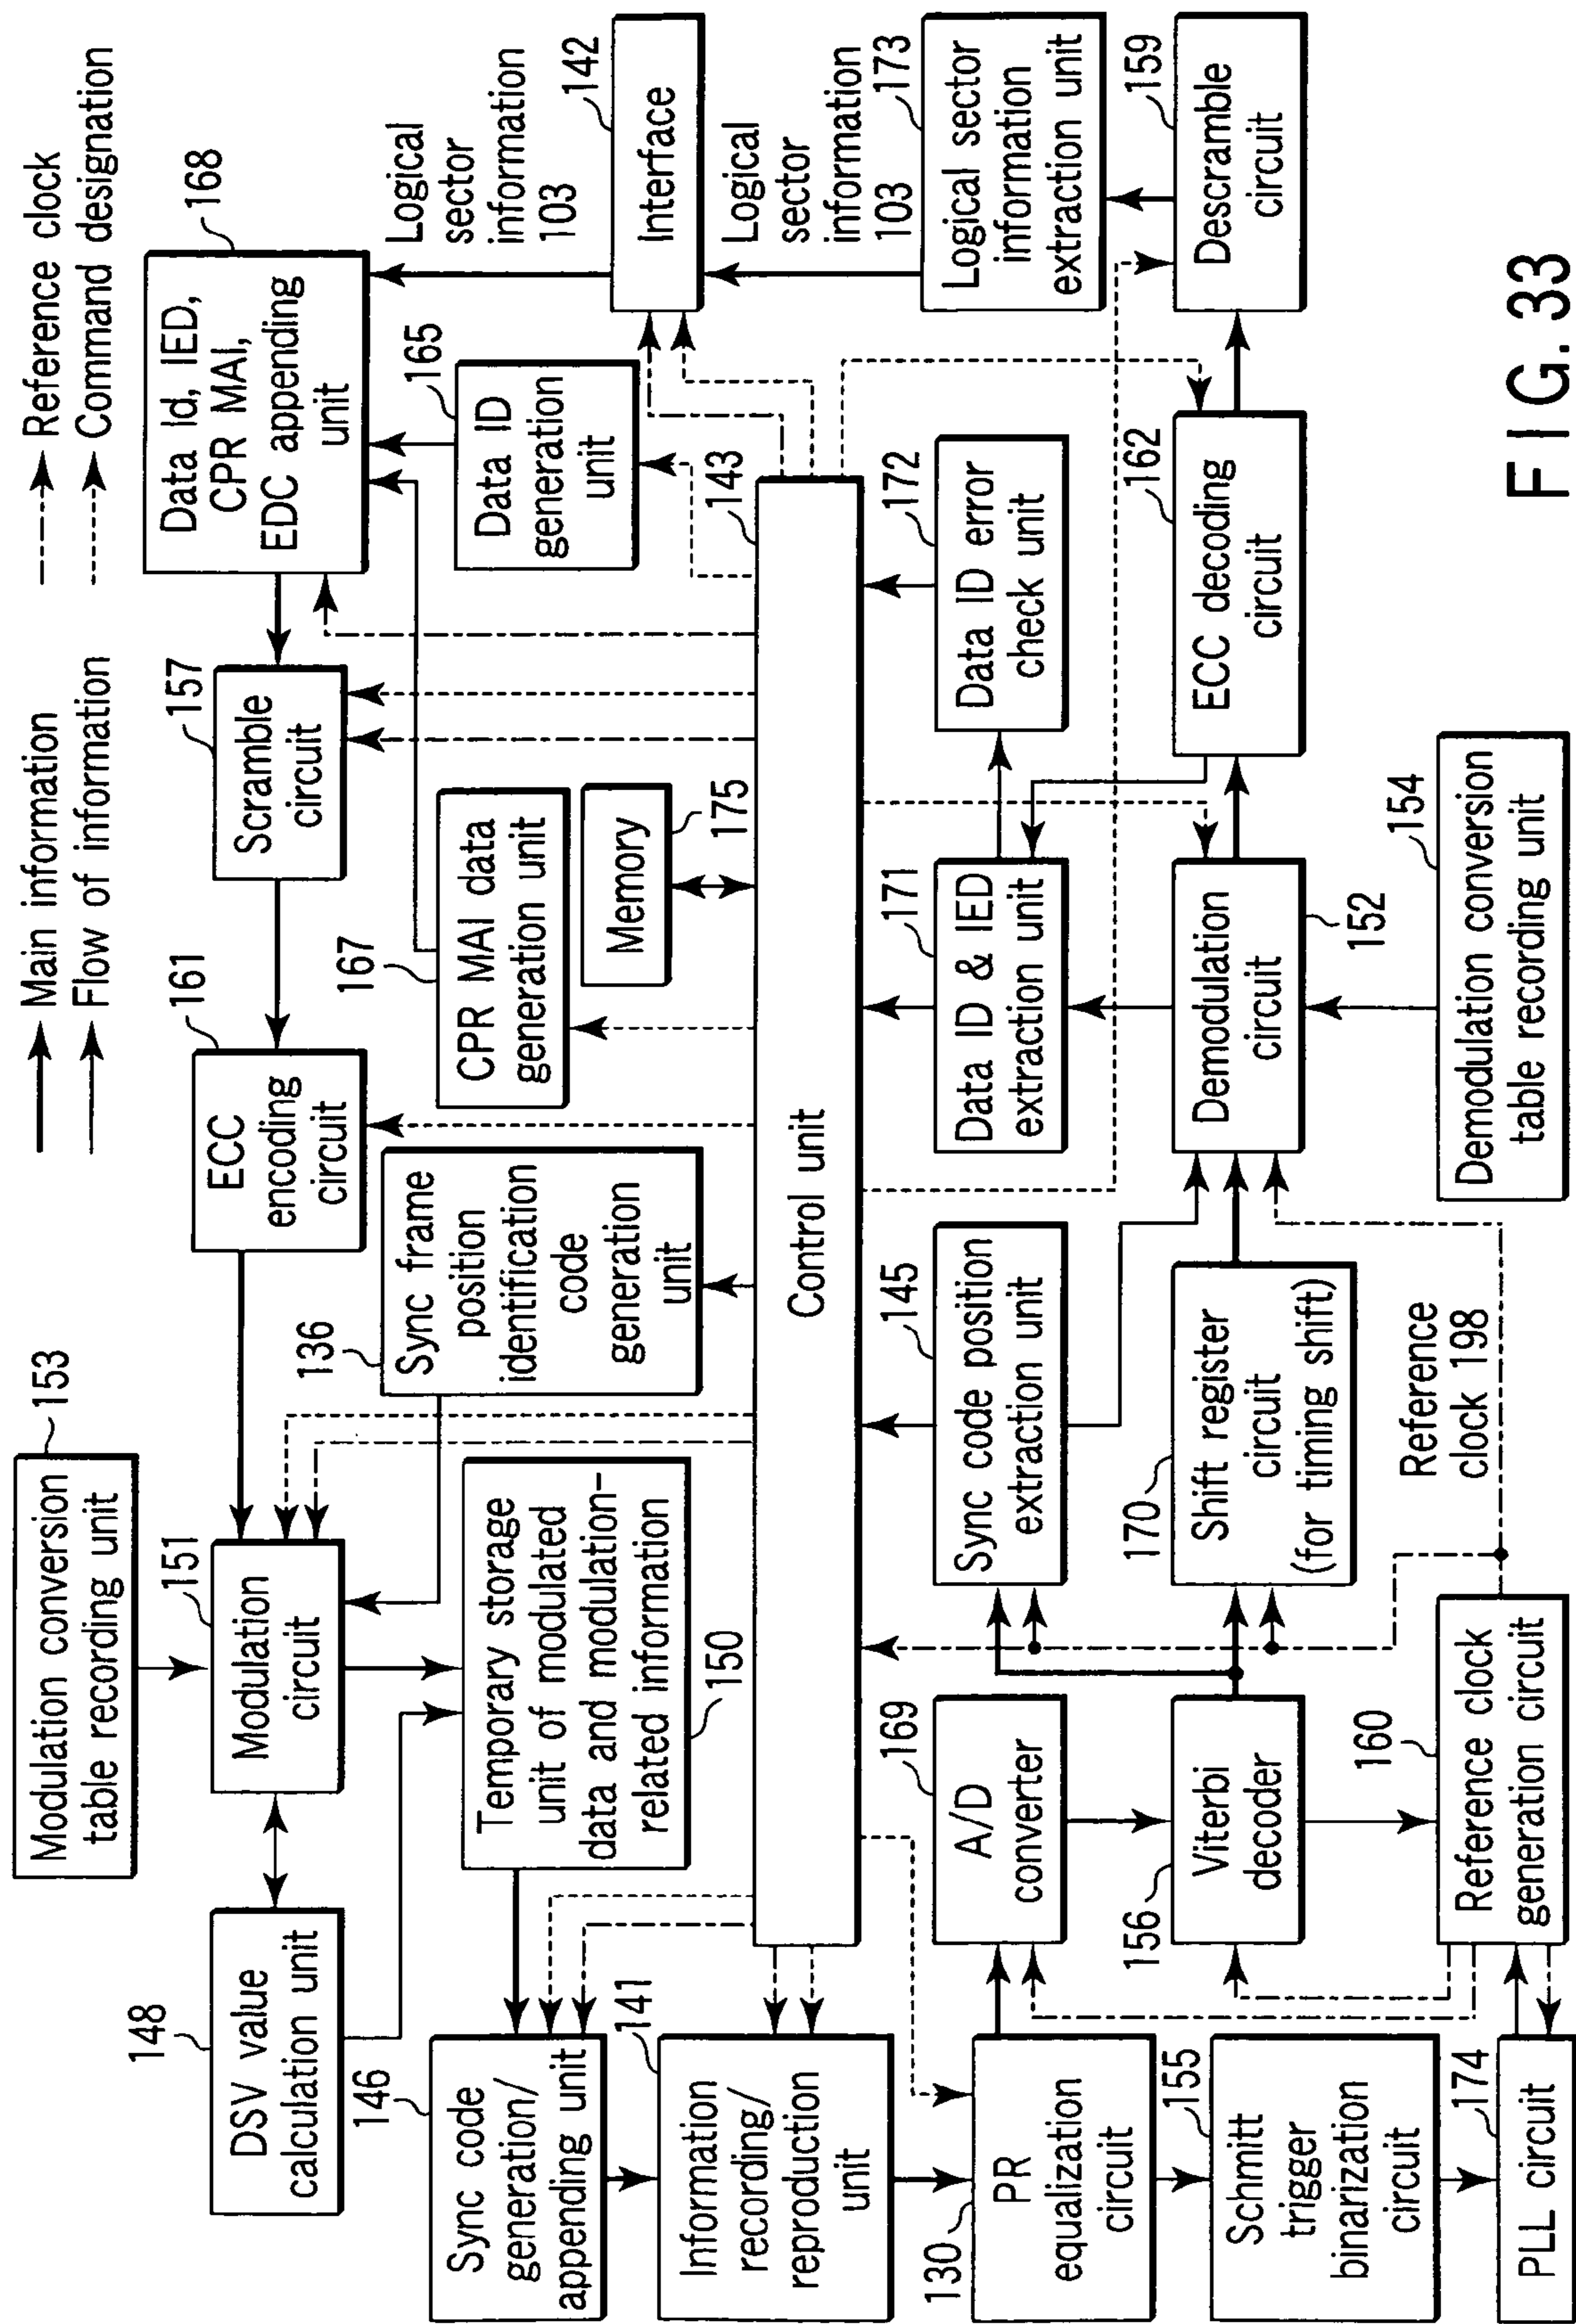 Main information
Flow of information
Reference clock
Command designation
Modulation conversion
table recording unit
153
DSV value
calculation unit
148
Modulation
circuit
151
ECC
encoding
circuit
161
Scramble
circuit
157
Data Id, IED,
CPR MAI,
EDC appending
unit
168
Sync code
generation/
appending unit
146
Temporary storage
unit of modulated
data and modulation-
related information
150
Sync frame
position
identification
code
generation
unit
136
CPR MAI data
generation unit
167
Data ID
generation
unit
165
Logical
sector
information
103
Memory
175
Interface
142
Information
recording/
reproduction
unit
141
Control unit
143
Logical
sector
information
103
PR
equalization
circuit
130
A/D
converter
169
Sync code position
extraction unit
145
Data ID & IED
extraction unit
171
Data ID error
check unit
172
Logical sector
information
extraction unit
173
Schmitt
trigger
binarization
circuit
155
Viterbi
decoder
156
Shift register
circuit
(for timing shift)
170
Demodulation
circuit
152
ECC decoding
circuit
162
Descramble
circuit
159
PLL circuit
174
Reference clock
generation circuit
160
Reference
clock 198
Demodulation conversion
table recording unit
154
FIG. 33